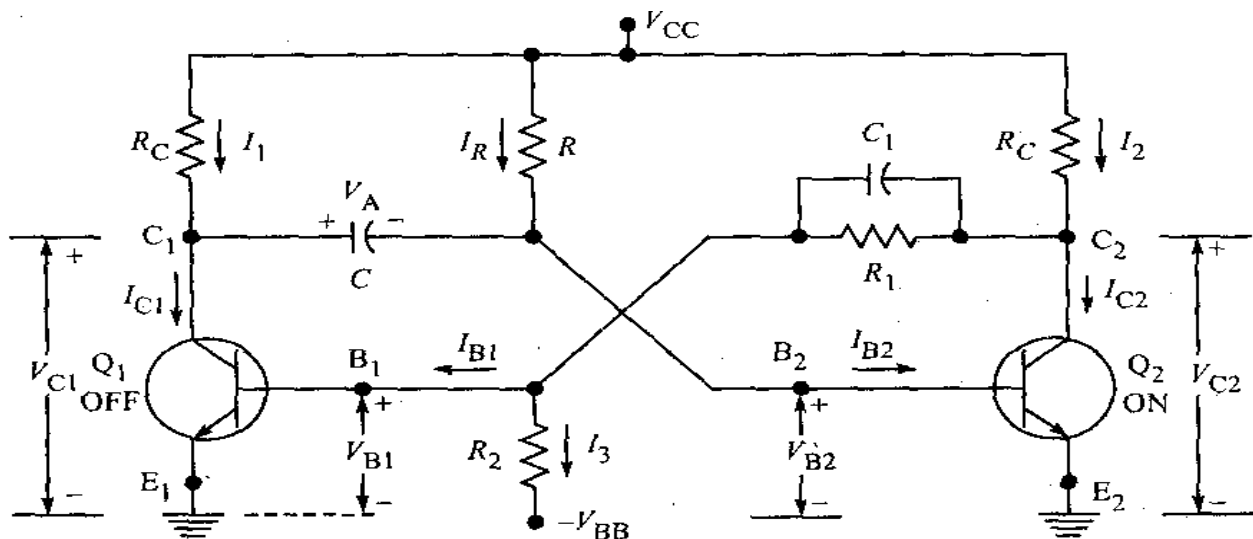 V_CC
R_C I_1 I_R R C_1 R_C I_2
V_A
+ −
C_1 C R_1 C_2
+ +
I_C1 I_C2
Q_1 OFF B_1 I_B1 B_2 I_B2 Q_2 ON
V_C1 V_C2
+ +
V_B1 R_2 I_3 V_B2
E_1 E_2
− − − −
−V_BB